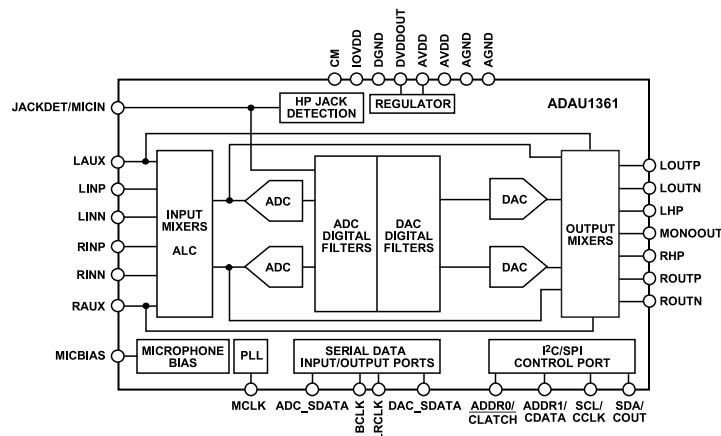 CM
IOVDD
DGND
DVDDOUT
AVDD
AVDD
AGND
AGND
JACKDET/MICIN
HP JACK
DETECTION
REGULATOR
ADAU1361
LAUX
LINP
LINN
RINP
RINN
RAUX
INPUT
MIXERS
ALC
ADC
ADC
ADC
DIGITAL
FILTERS
DAC
DIGITAL
FILTERS
DAC
DAC
OUTPUT
MIXERS
LOUTP
LOUTN
LHP
MONOOUT
RHP
ROUTP
ROUTN
MICBIAS
MICROPHONE
BIAS
PLL
SERIAL DATA
INPUT/OUTPUT PORTS
I²C/SPI
CONTROL PORT
MCLK
ADC_SDATA
BCLK
LRCLK
DAC_SDATA
ADDR0/
CLATCH
ADDR1/
CDATA
SCL/
CCLK
SDA/
COUT